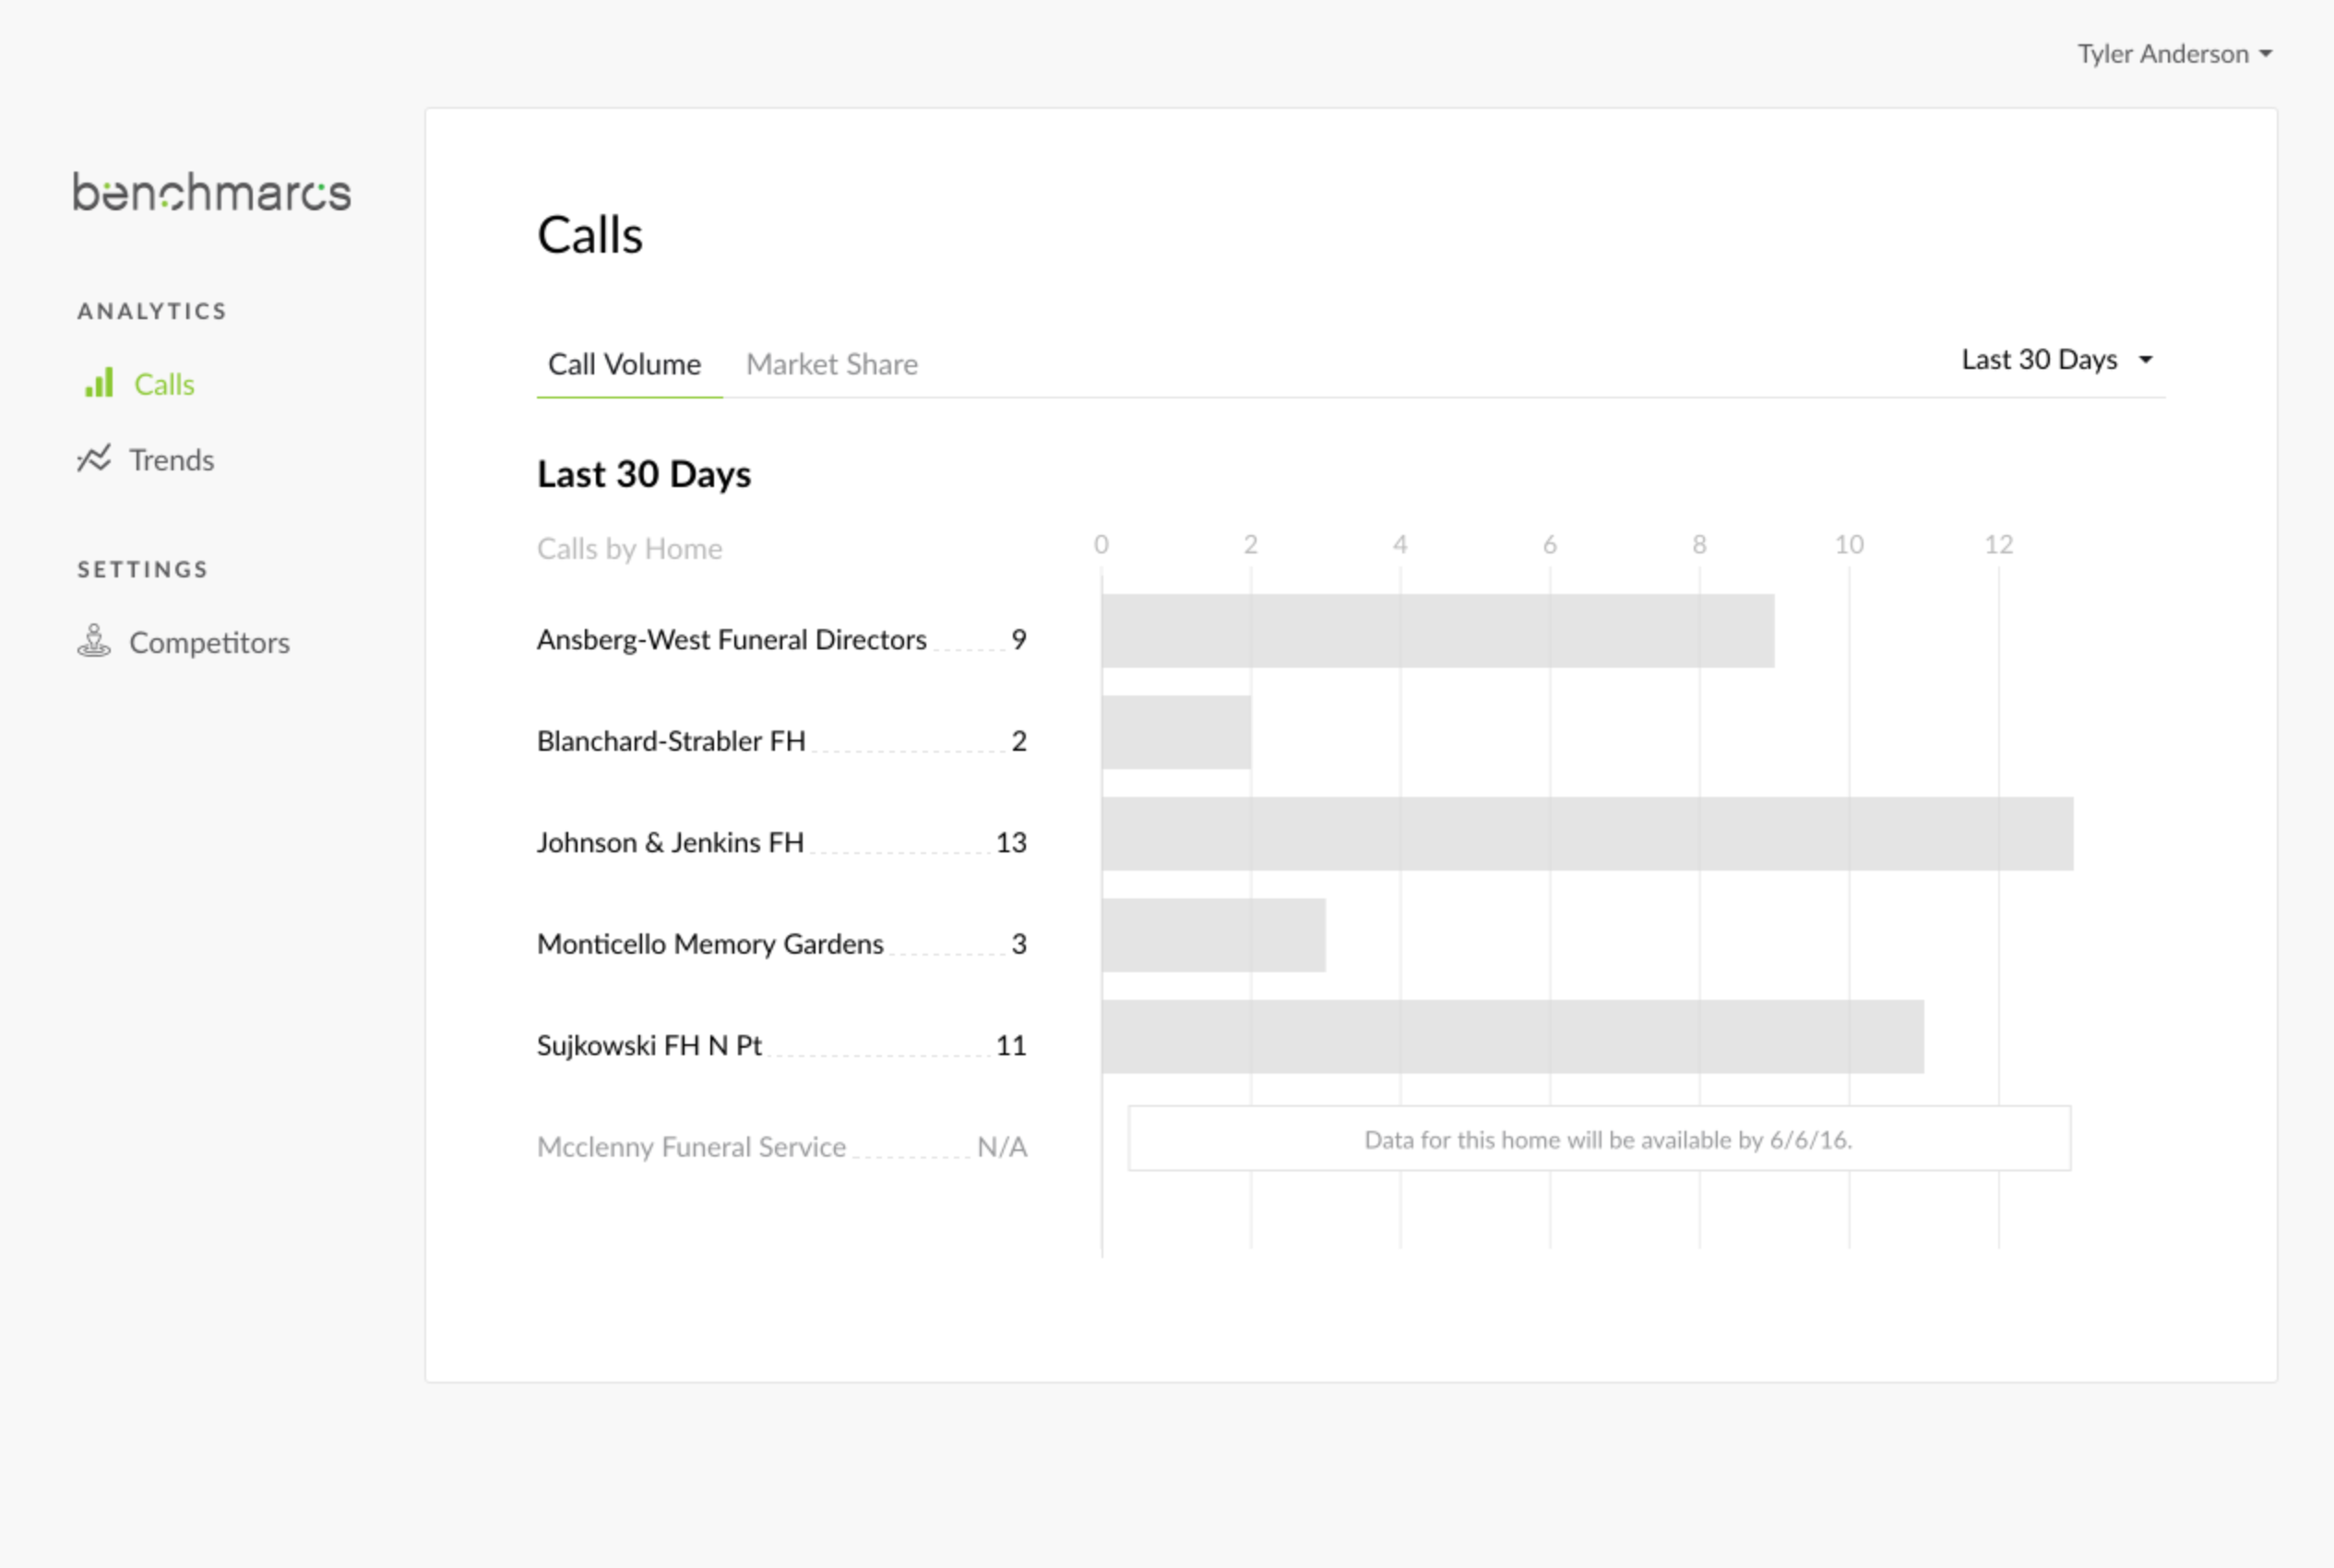 Tyler Anderson
benchmarcs
ANALYTICS
Calls
Trends
SETTINGS
Competitors
Calls
Call Volume Market Share Last 30 Days
Last 30 Days
Calls by Home 0 2 4 6 8 10 12
Ansberg-West Funeral Directors 9
Blanchard-Strabler FH 2
Johnson & Jenkins FH 13
Monticello Memory Gardens 3
Sujkowski FH N Pt 11
Mcclenny Funeral Service N/A Data for this home will be available by 6/6/16.